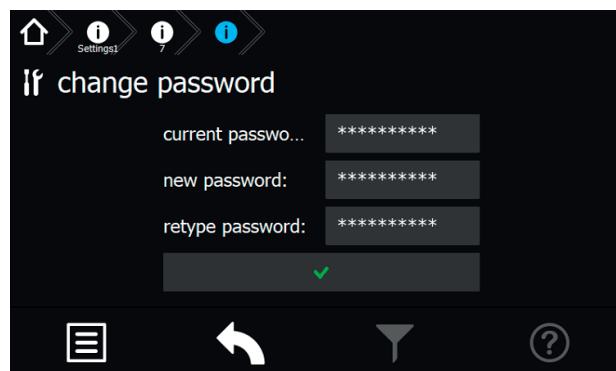 Settings1
7
change password
current passwo...
**********
new password:
**********
retype password:
**********